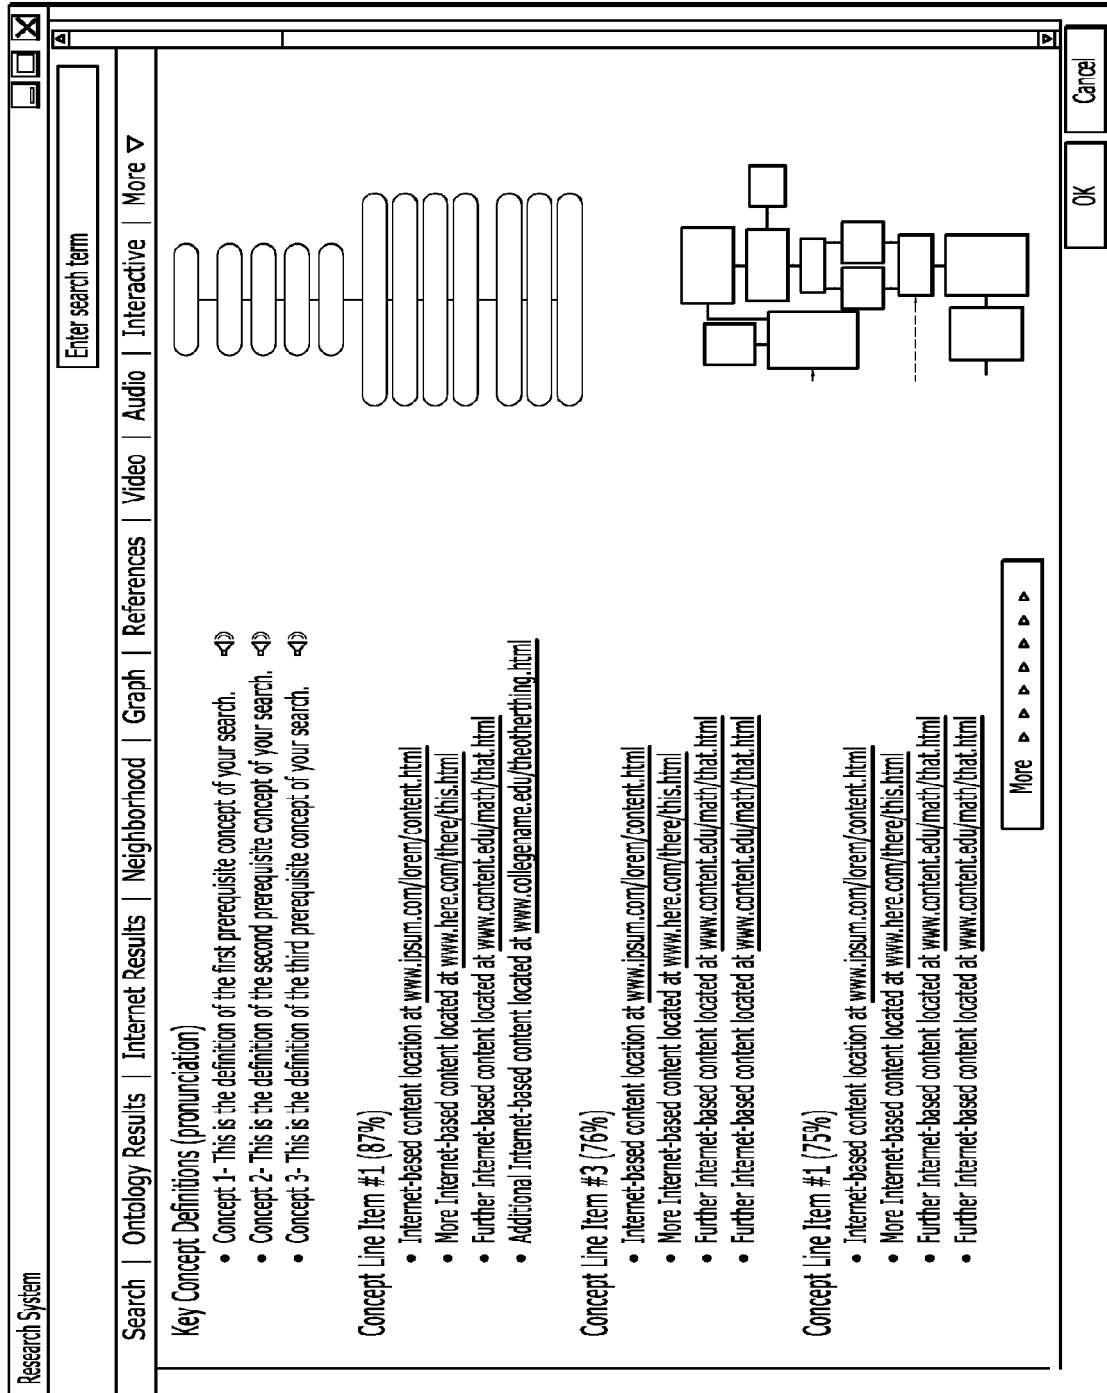 Research System
Enter search term
Search | Ontology Results | Internet Results | Neighborhood | Graph | References | Video | Audio | Interactive | More ▽
Key Concept Definitions (pronunciation)
• Concept 1- This is the definition of the first prerequisite concept of your search.
• Concept 2- This is the definition of the second prerequisite concept of your search.
• Concept 3- This is the definition of the third prerequisite concept of your search.
Concept Line Item #1 (87%)
• Internet-based content location at www.ipsum.com/lorem/content.html
• More Internet-based content located at www.here.com/there/this.html
• Further Internet-based content located at www.content.edu/math/that.html
• Additional Internet-based content located at www.collegename.edu/theotherthing.html
Concept Line Item #3 (76%)
• Internet-based content location at www.ipsum.com/lorem/content.html
• More Internet-based content located at www.here.com/there/this.html
• Further Internet-based content located at www.content.edu/math/that.html
• Further Internet-based content located at www.content.edu/math/that.html
Concept Line Item #1 (75%)
• Internet-based content location at www.ipsum.com/lorem/content.html
• More Internet-based content located at www.here.com/there/this.html
• Further Internet-based content located at www.content.edu/math/that.html
• Further Internet-based content located at www.content.edu/math/that.html
More ▷ ▷ ▷ ▷ ▷ ▷ ▷
OK
Cancel